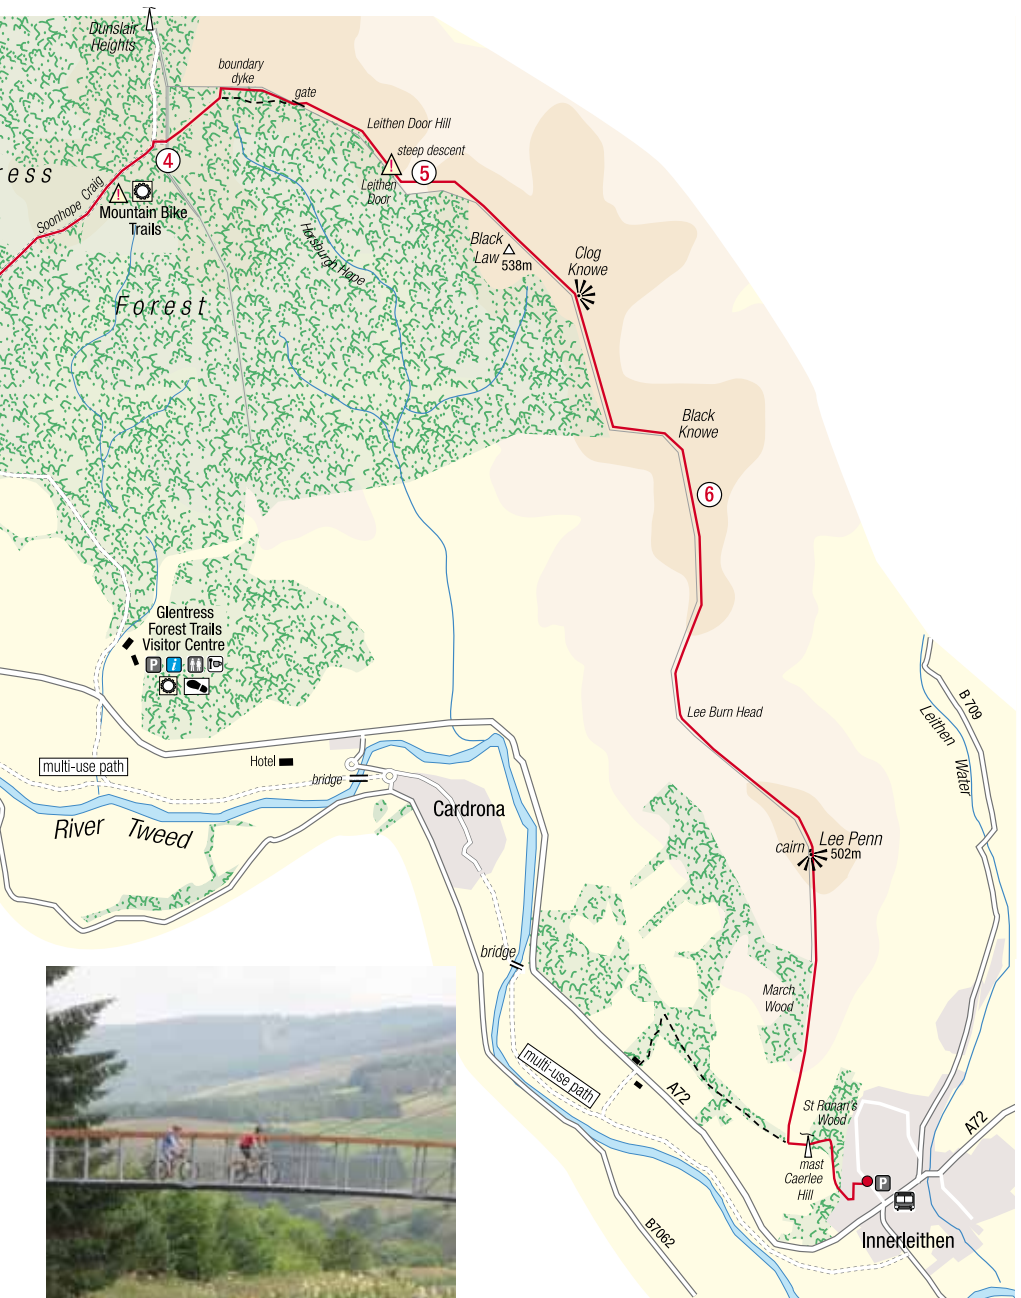 Dunslair
Heights
boundary
dyke
gate
Leithen Door Hill
4
steep descent
!
5
ress
Leithen
Door
Soonhope Craig
!
Mountain Bike
Trails
Horsburgh Hope
Black
Law
538m
Clog
Knowe
Forest
Black
Knowe
6
Glentress
Forest Trails
Visitor Centre
P
i
Lee Burn Head
B 709
Leithen
Water
multi-use path
Hotel
bridge
River Tweed
Cardrona
cairn
Lee Penn
502m
bridge
March
Wood
multi-use path
A72
St Ronan's
Wood
A72
mast
Caerlee
Hill
P
B7062
Innerleithen